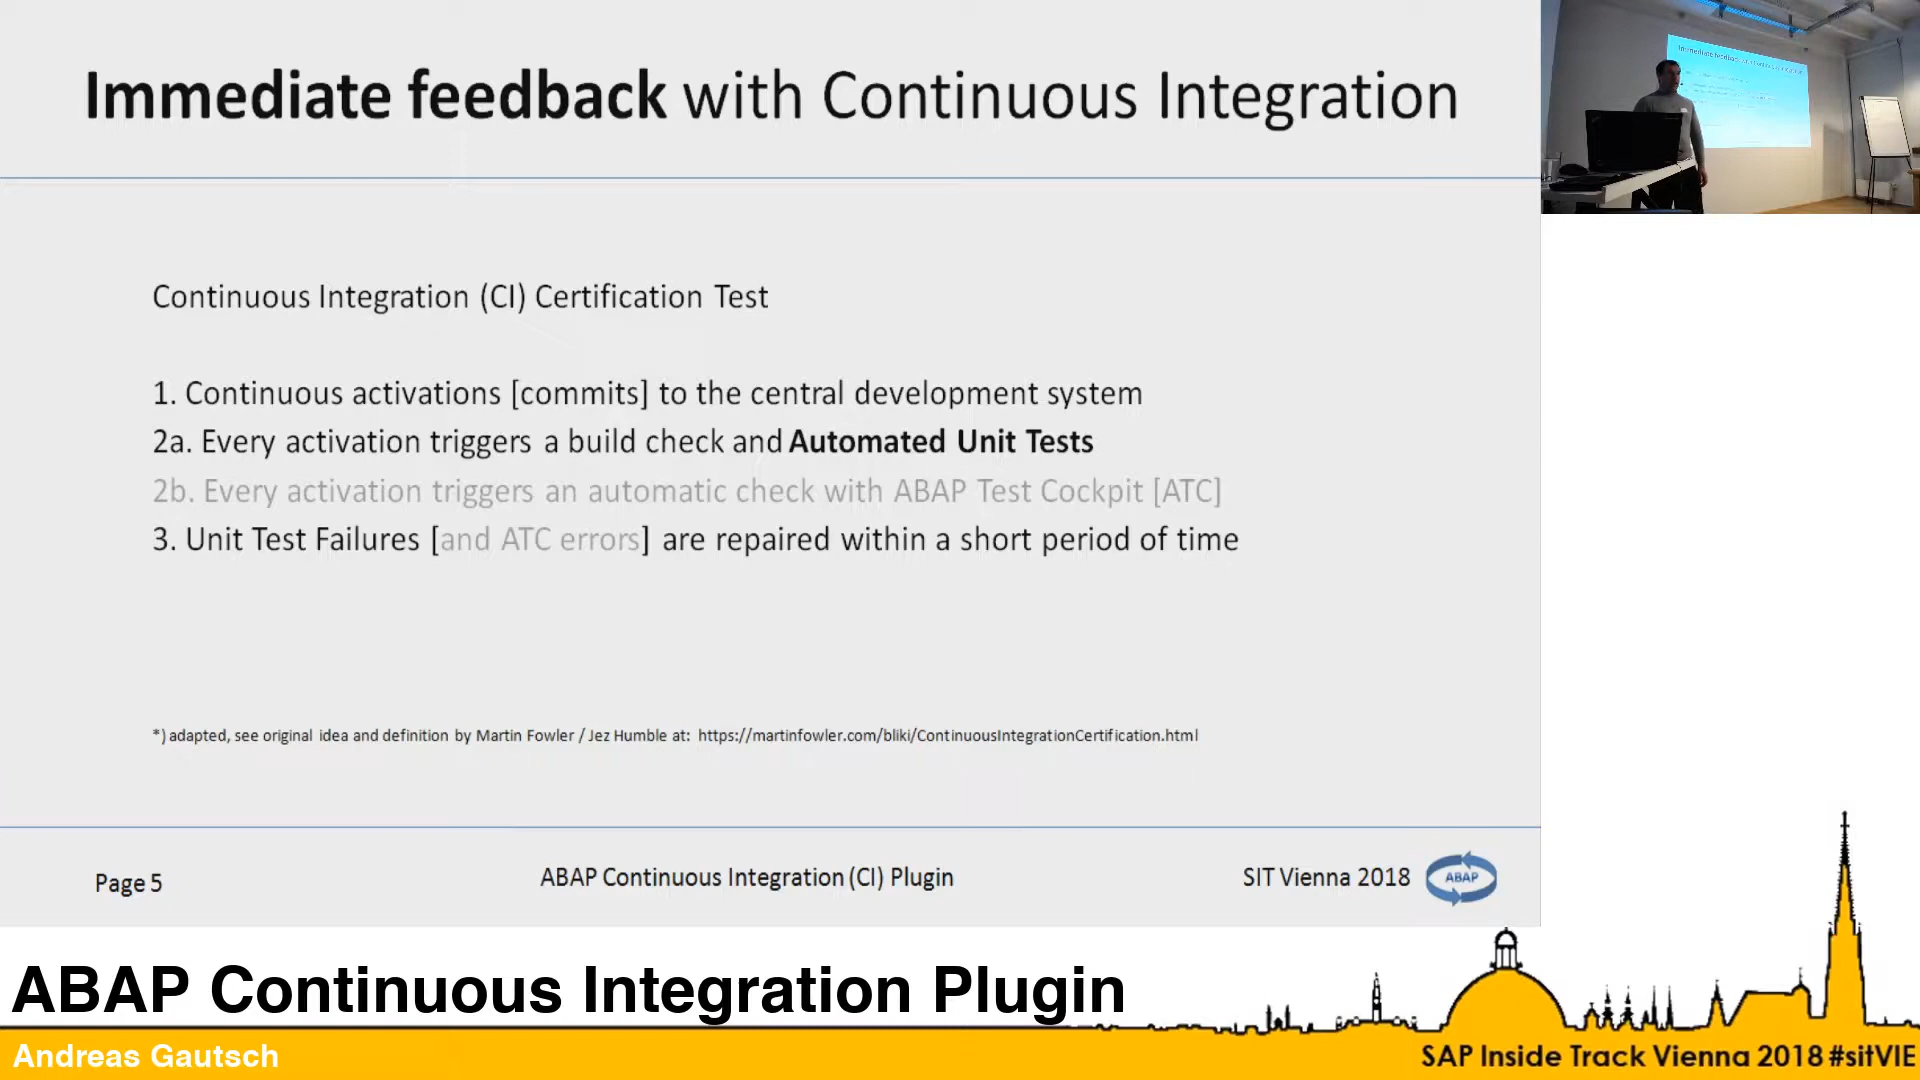 Immediate feedback with Continuous Integration
Continuous Integration (CI) Certification Test
1. Continuous activations [commits] to the central development system
2a. Every activation triggers a build check and Automated Unit Tests
2b. Every activation triggers an automatic check with ABAP Test Cockpit [ATC]
3. Unit Test Failures [and ATC errors] are repaired within a short period of time
*) adapted, see original idea and definition by Martin Fowler / Jez Humble at: https://martinfowler.com/bliki/ContinuousIntegrationCertification.html
Page 5
ABAP Continuous Integration (CI) Plugin
SIT Vienna 2018
ABAP
ABAP Continuous Integration Plugin
Andreas Gautsch
SAP Inside Track Vienna 2018 #sitVIE